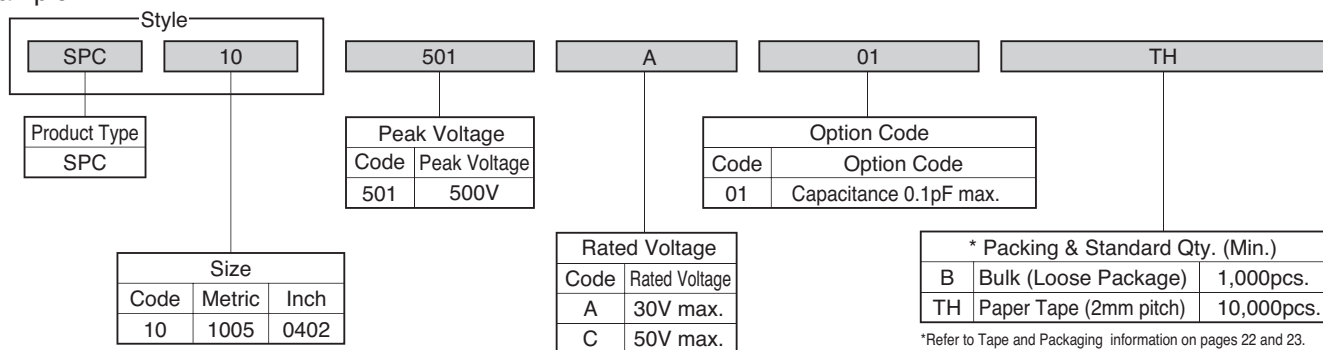 Style
SPC 10 501 A 01 TH
Product Type
SPC
Peak Voltage
Code Peak Voltage
501 500V
Option Code
Code Option Code
01 Capacitance 0.1pF max.
Size
Code Metric Inch
10 1005 0402
Rated Voltage
Code Rated Voltage
A 30V max.
C 50V max.
* Packing & Standard Qty. (Min.)
B Bulk (Loose Package) 1,000pcs.
TH Paper Tape (2mm pitch) 10,000pcs.
*Refer to Tape and Packaging information on pages 22 and 23.